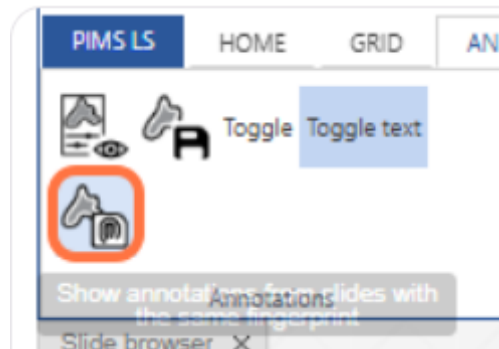 PIMS LS HOME GRID AN
Toggle Toggle text
Annotations
Show annotations from slides with
the same fingerprint
Slide browser X